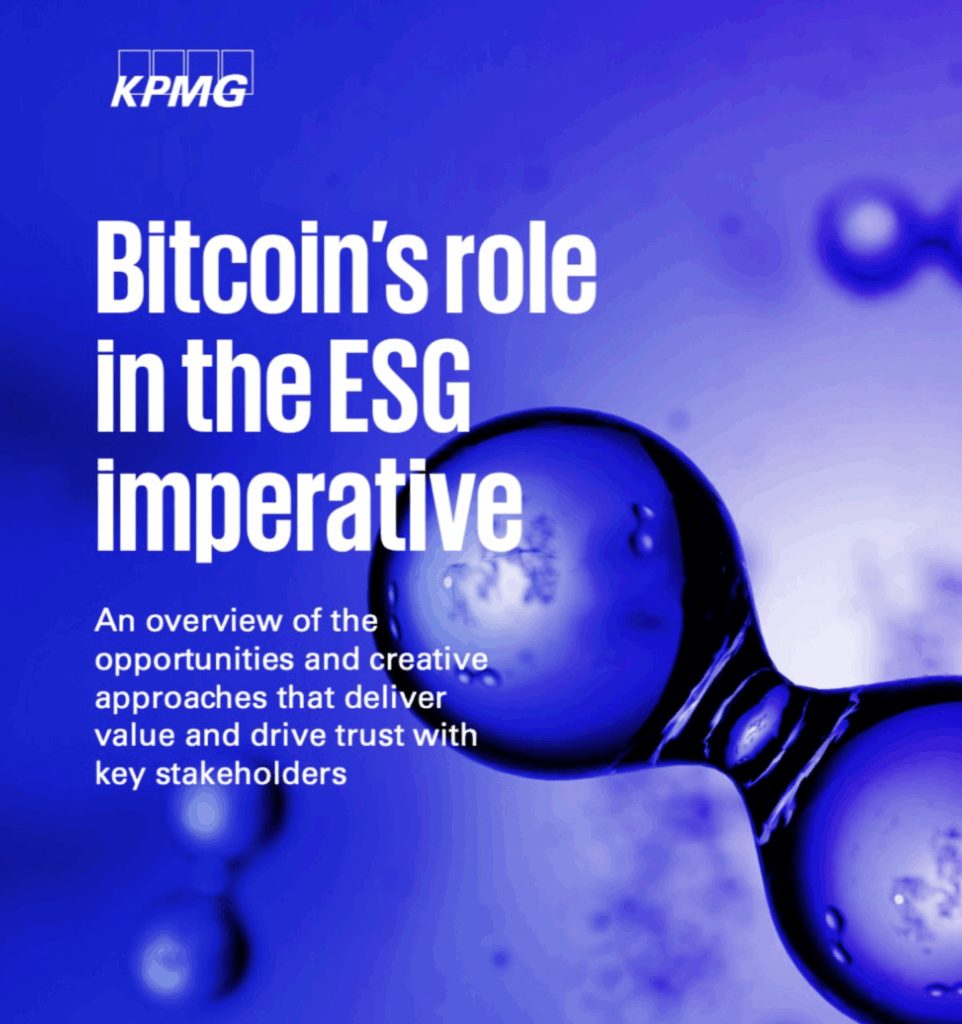 KPMG
Bitcoin’s role
in the ESG
imperative
An overview of the
opportunities and creative
approaches that deliver
value and drive trust with
key stakeholders